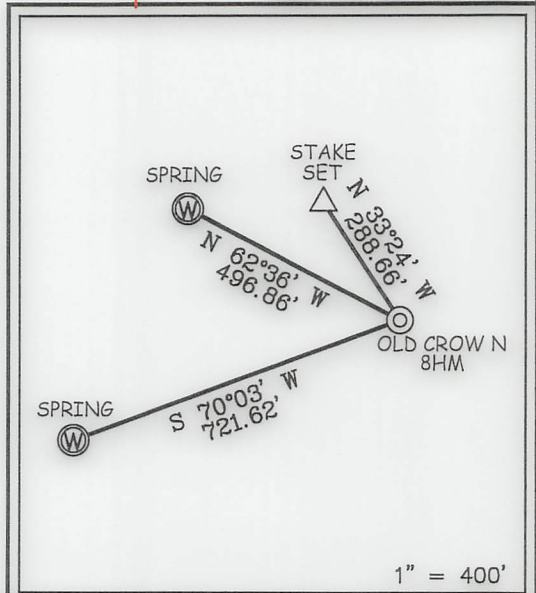 STAKE
SET
SPRING
N 33°24' W
288.66'
N 62°36' W
496.86'
OLD CROW N
8HM
S 70°03' W
721.62'
SPRING
1" = 400'